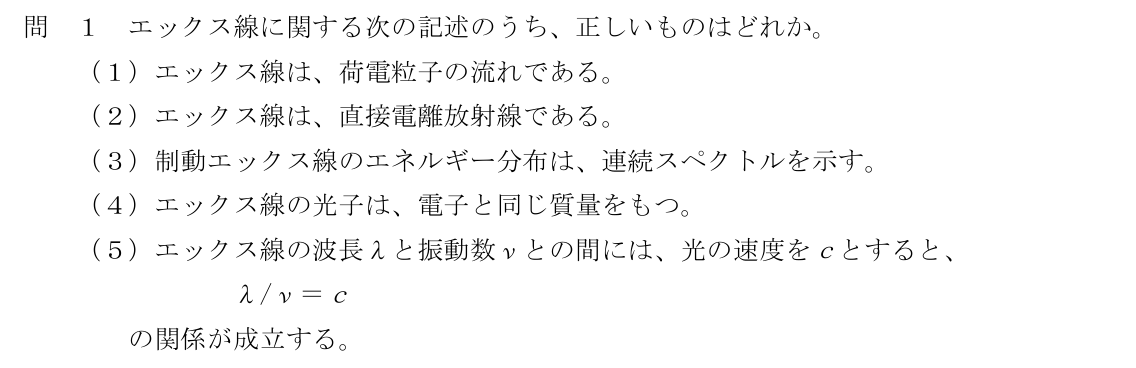 問　１　エックス線に関する次の記述のうち、正しいものはどれか。
（１）エックス線は、荷電粒子の流れである。
（２）エックス線は、直接電離放射線である。
（３）制動エックス線のエネルギー分布は、連続スペクトルを示す。
（４）エックス線の光子は、電子と同じ質量をもつ。
（５）エックス線の波長λと振動数νとの間には、光の速度を c とすると、
λ/ν＝ c
の関係が成立する。